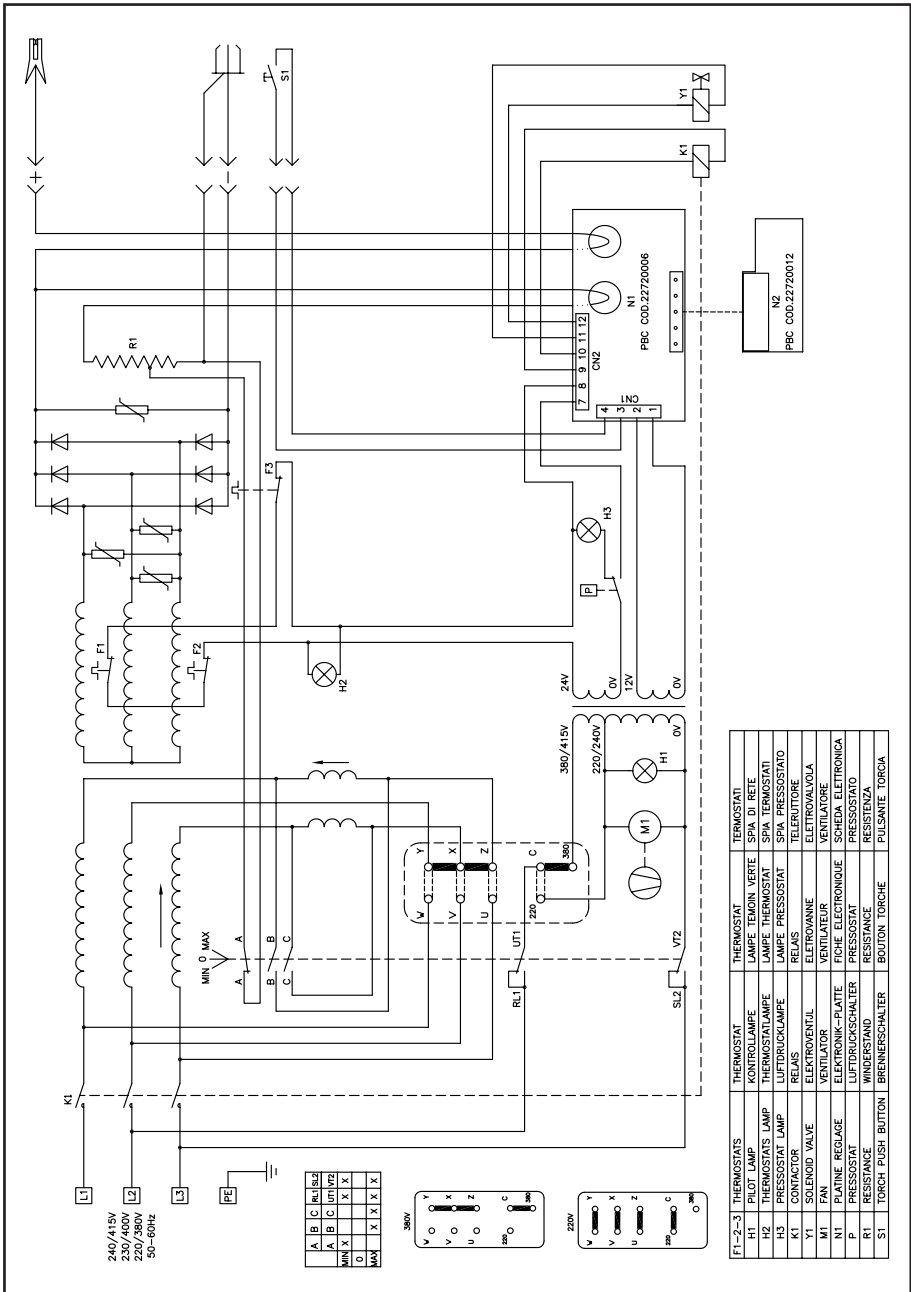 L1
L2
L3
PE
240/415V
230/400V
220/380V
50-60Hz
K1
MIN 0 MAX
A A
B B
C C
RL1 UT1
SL2 VT2
W Y
V X
U Z
220 C
380
M1
H1
380/415V
220/240V
0V
24V
0V
12V
0V
H2
F1
F2
F3
P
H3
R1
+
-
S1
Y1
K1
7 8 9 10 11 12
CN2
4 3 2 1
CN1
N1
PBC COD.22720006
N2
PBC COD.22720012
A B C RL1 SL2
A B C UT1 VT2
MIN X X X
0
MAX X X X X
380V
W Y
V X
U Z
220 C
380
220V
W Y
V X
U Z
220 C
380
F1-2-3 THERMOSTATS THERMOSTAT THERMOSTAT TERMOSTATI
H1 PILOT LAMP KONTROLLAMPE LAMPE TEMOIN VERTE SPIA DI RETE
H2 THERMOSTATS LAMP THERMOSTATLAMPE LAMPE THERMOSTAT SPIA TERMOSTATI
H3 PRESSOSTAT LAMP LUFTDRUCKLAMPE LAMPE PRESSOSTAT SPIA PRESSOSTATO
K1 CONTACTOR RELAIS RELAIS TELERUTTORE
Y1 SOLENOID VALVE ELEKTROVENTJL ELETROVANNE ELETTROVALVOLA
M1 FAN VENTILATOR VENTILATEUR VENTILATORE
N1 PLATINE REGLAGE ELEKTRONIK-PLATTE FICHE ELECTRONIQUE SCHEDA ELETTRONICA
P PRESSOSTAT LUFTDRUCKSCHALTER PRESSOSTAT PRESSOSTATO
R1 RESISTANCE WINDERSTAND RESISTANCE RESISTENZA
S1 TORCH PUSH BUTTON BRENNERSCHALTER BOUTON TORCHE PULSANTE TORCIA